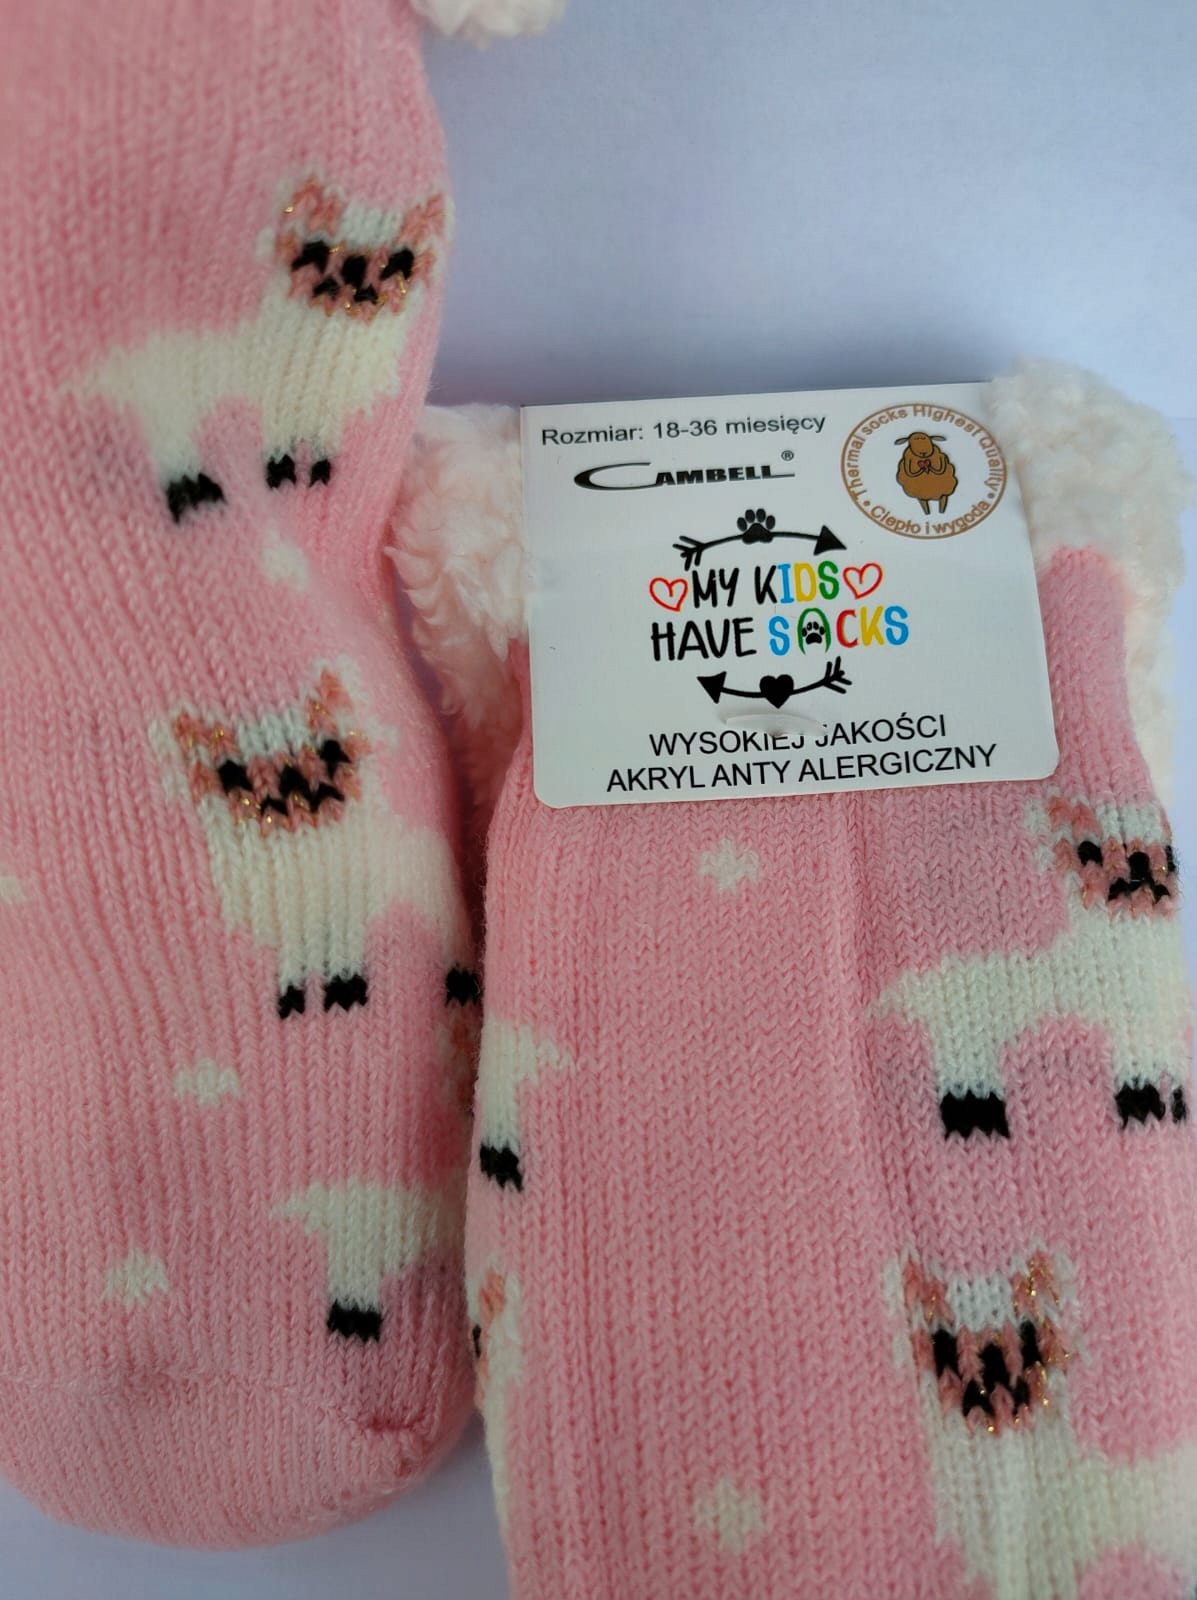 Rozmiar: 18-36 miesięcy
CAMBELL®
Thermal socks Highest Quality
• Ciepło i wygoda •
MY KIDS
HAVE SOCKS
WYSOKIEJ JAKOŚCI
AKRYL ANTY ALERGICZNY